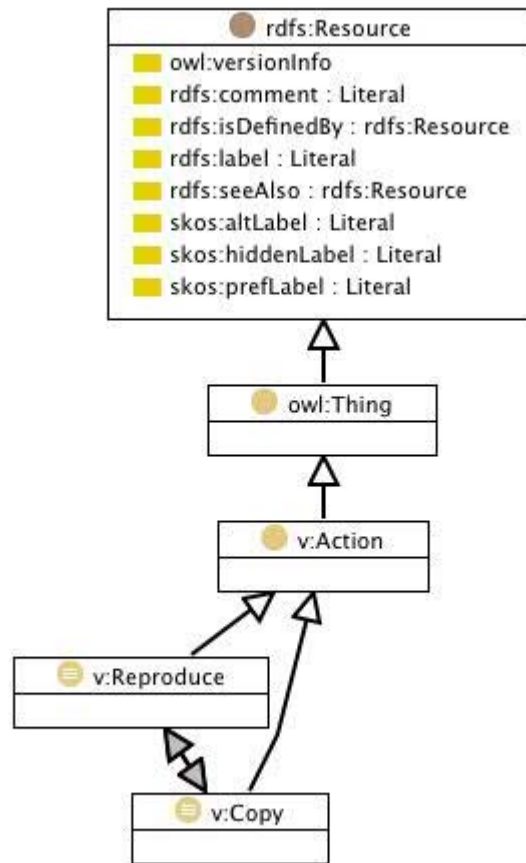 rdfs:Resource
owl:versionInfo
rdfs:comment : Literal
rdfs:isDefinedBy : rdfs:Resource
rdfs:label : Literal
rdfs:seeAlso : rdfs:Resource
skos:altLabel : Literal
skos:hiddenLabel : Literal
skos:prefLabel : Literal
owl:Thing
v:Action
v:Reproduce
v:Copy